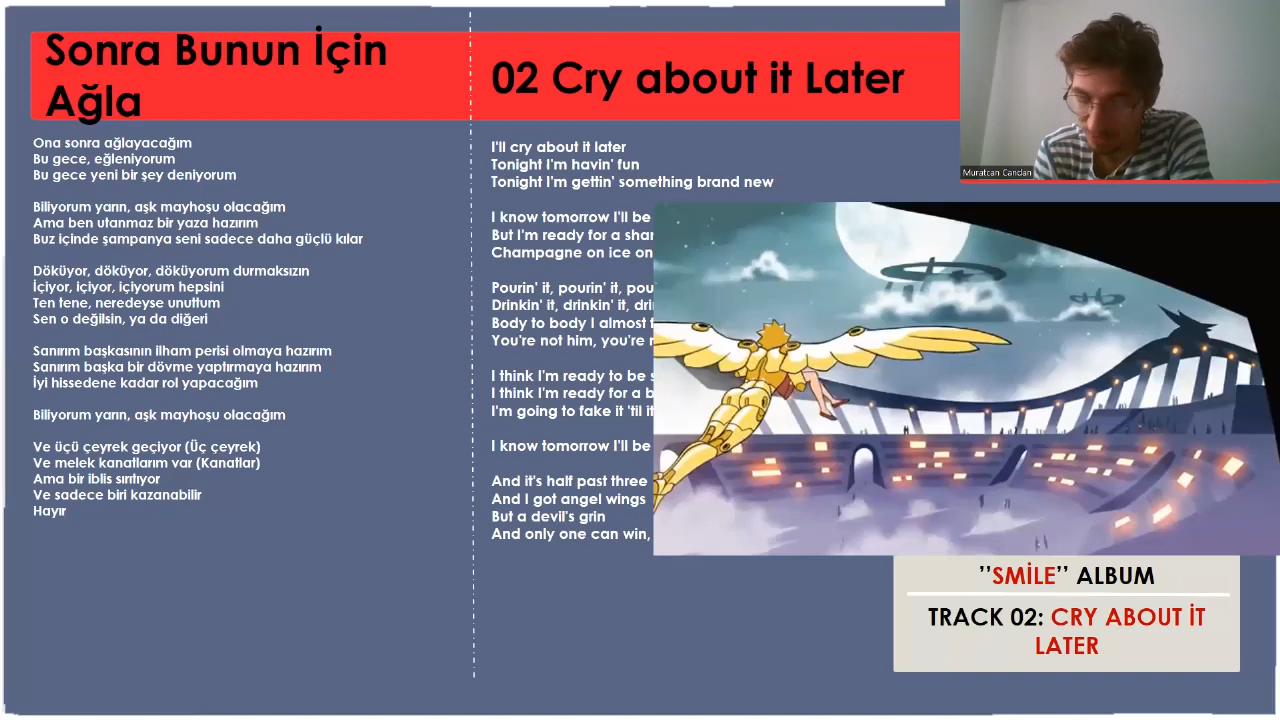 Sonra Bunun İçin
Ağla
Ona sonra ağlayacağım
Bu gece, eğleniyorum
Bu gece yeni bir şey deniyorum
Biliyorum yarın, aşk mayhoşu olacağım
Ama ben utanmaz bir yaza hazırım
Buz içinde şampanya seni sadece daha güçlü kılar
Döküyor, döküyor, döküyorum durmaksızın
İçiyor, içiyor, içiyorum hepsini
Ten tene, neredeyse unuttum
Sen o değilsin, ya da diğeri
Sanırım başkasının ilham perisi olmaya hazırım
Sanırım başka bir dövme yaptırmaya hazırım
İyi hissedene kadar rol yapacağım
Biliyorum yarın, aşk mayhoşu olacağım
Ve üçü çeyrek geçiyor (Üç çeyrek)
Ve melek kanatlarım var (Kanatlar)
Ama bir iblis sırıtıyor
Ve sadece biri kazanabilir
Hayır
02 Cry about it Later
I'll cry about it later
Tonight I'm havin' fun
Tonight I'm gettin' something brand new
I know tomorrow I'll be
But I'm ready for a
Champagne on ice
Pourin' it, pourin' it,
Drinkin' it, drinkin' it,
Body to body I almost
You're not him, you're
I think I'm ready to be
I think I'm ready for a
I'm going to fake it 'til
I know tomorrow I'll be
And it's half past three
And I got angel wings
But a devil's grin
And only one can win,
Muratcan Candan
’’SMİLE’’ ALBUM
TRACK 02: CRY ABOUT İT
LATER